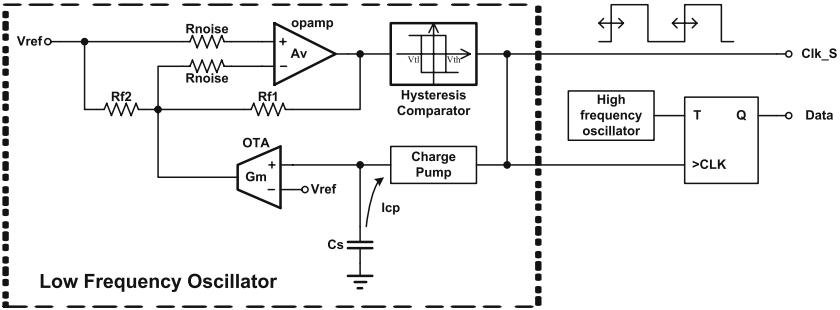 opamp
Vref
Rnoise
+
Av
−
Rnoise
Vtl
Vth
Clk_S
Rf2
Rf1
Hysteresis
Comparator
High
frequency
oscillator
T
Q
Data
OTA
Gm
+
−
Vref
Charge
Pump
>CLK
Icp
Cs
Low Frequency Oscillator